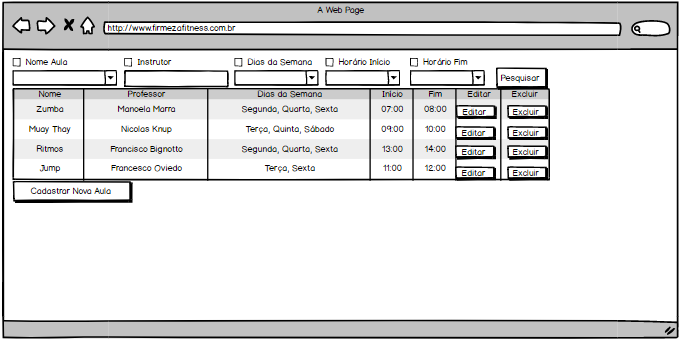 A Web Page
http://www.firmezafitness.com.br
Nome Aula Instrutor Dias da Semana Horário Início Horário Fim
Pesquisar
Nome Professor Dias da Semana Início Fim Editar Excluir
Zumba Manoela Marra Segunda, Quarta, Sexta 07:00 08:00 Editar Excluir
Muay Thay Nicolas Knup Terça, Quinta, Sábado 09:00 10:00 Editar Excluir
Ritmos Francisco Bignotto Segunda, Quarta, Sexta 13:00 14:00 Editar Excluir
Jump Francesco Oviedo Terça, Sexta 11:00 12:00 Editar Excluir
Cadastrar Nova Aula